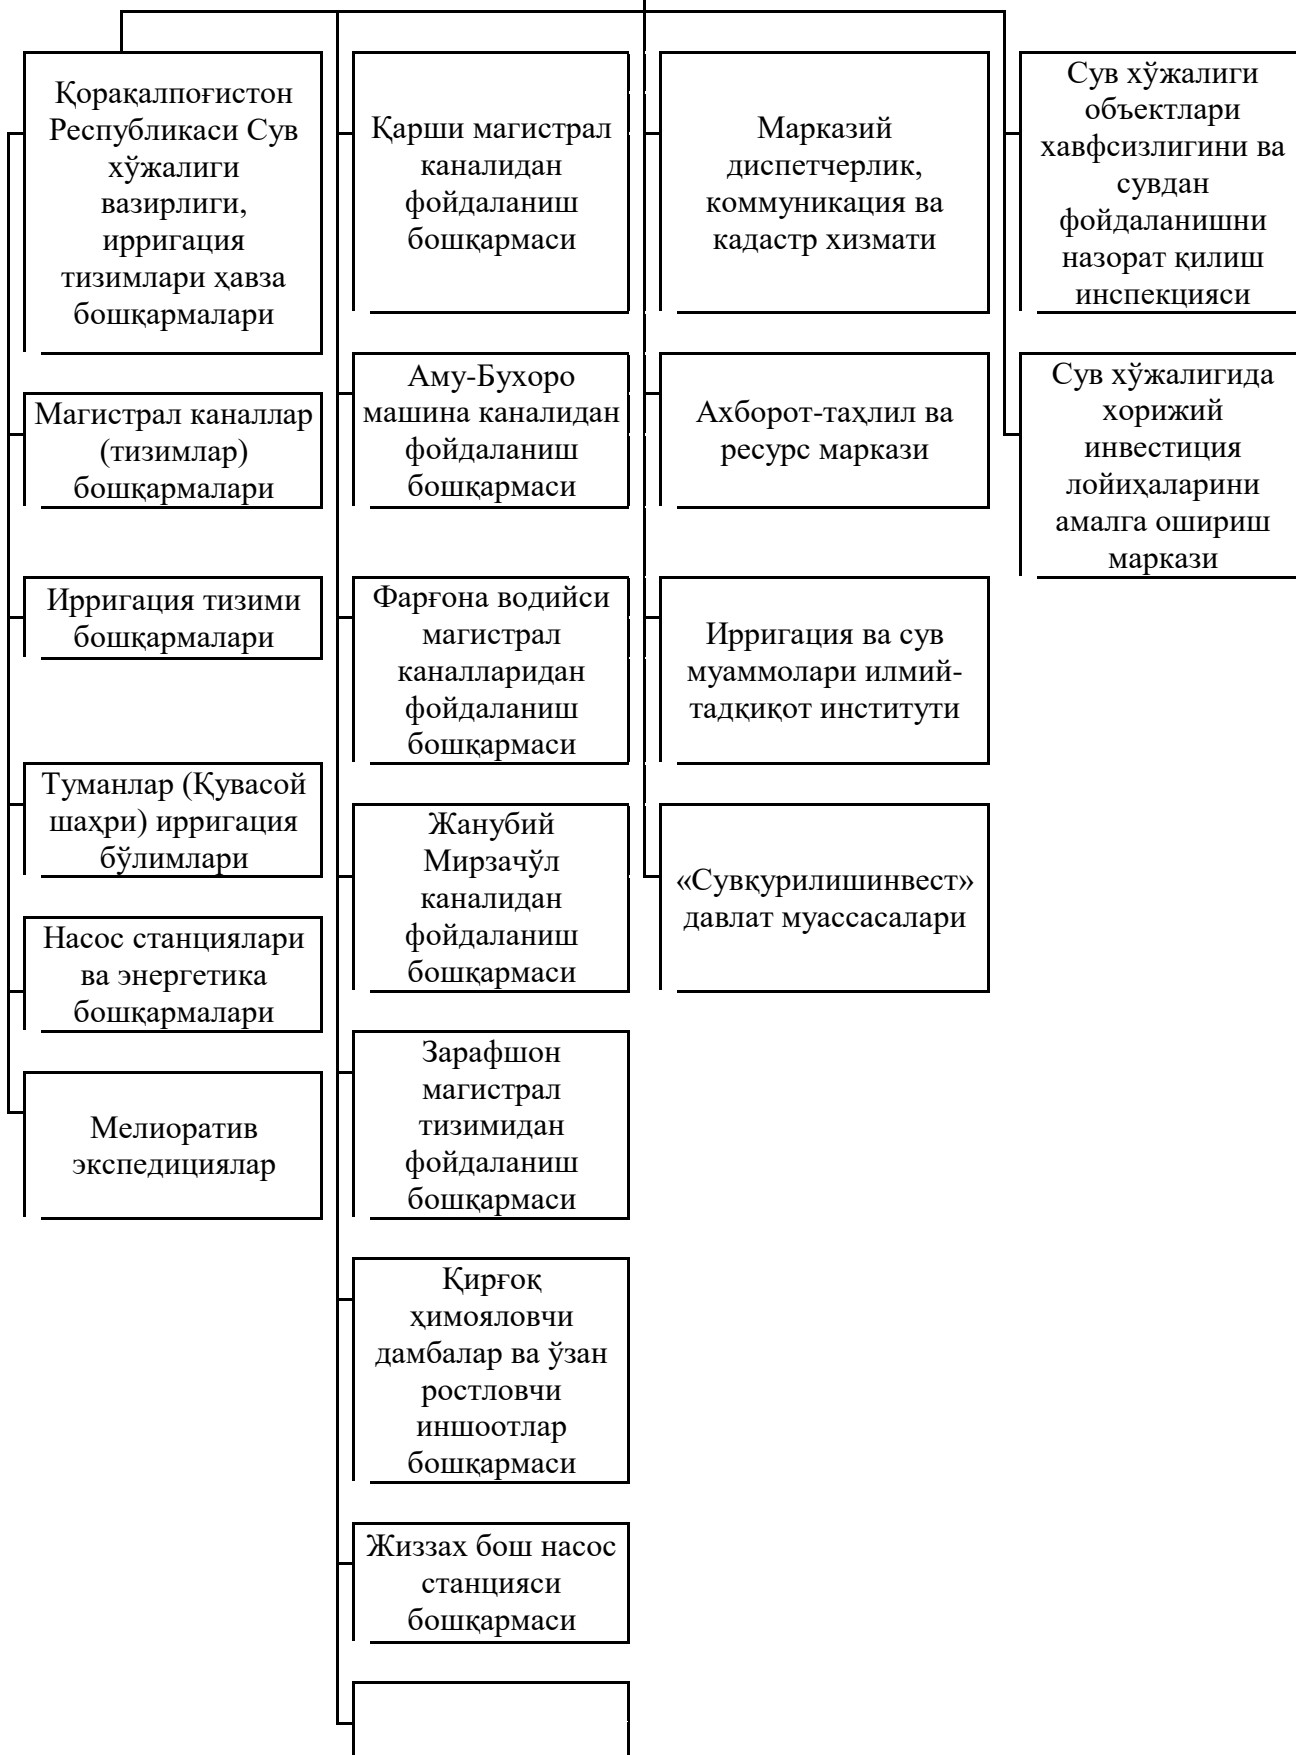 Қорақалпоғистон
Республикаси Сув
хўжалиги
вазирлиги,
ирригация
тизимлари ҳавза
бошқармалари
Магистрал каналлар
(тизимлар)
бошқармалари
Ирригация тизими
бошқармалари
Туманлар (Қувасой
шаҳри) ирригация
бўлимлари
Насос станциялари
ва энергетика
бошқармалари
Мелиоратив
экспедициялар
Қарши магистрал
каналидан
фойдаланиш
бошқармаси
Аму-Бухоро
машина каналидан
фойдаланиш
бошқармаси
Фарғона водийси
магистрал
каналларидан
фойдаланиш
бошқармаси
Жанубий
Мирзачўл
каналидан
фойдаланиш
бошқармаси
Зарафшон
магистрал
тизимидан
фойдаланиш
бошқармаси
Қирғоқ
ҳимояловчи
дамбалар ва ўзан
ростловчи
иншоотлар
бошқармаси
Жиззах бош насос
станцияси
бошқармаси
Марказий
диспетчерлик,
коммуникация ва
кадастр хизмати
Ахборот-таҳлил ва
ресурс маркази
Ирригация ва сув
муаммолари илмий-
тадқиқот институти
«Сувқурилишинвест»
давлат муассасалари
Сув хўжалиги
объектлари
хавфсизлигини ва
сувдан
фойдаланишни
назорат қилиш
инспекцияси
Сув хўжалигида
хорижий
инвестиция
лойиҳаларини
амалга ошириш
маркази